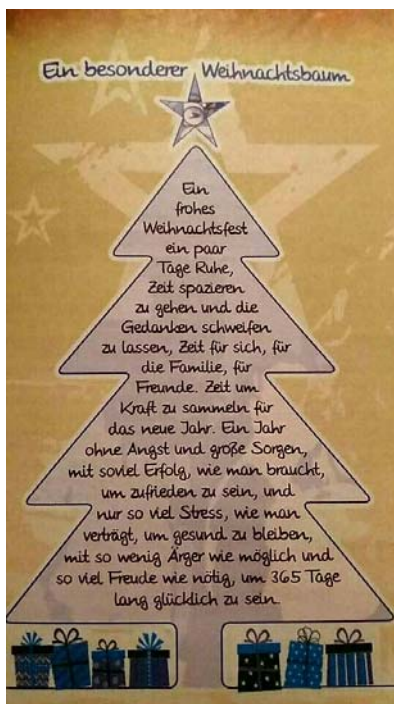 Ein besonderer Weihnachtsbaum
Ein
frohes
Weihnachtsfest
ein paar
Tage Ruhe,
Zeit spazieren
zu gehen und die
Gedanken schweifen
zu lassen, Zeit für sich, für
die Familie, für
Freunde. Zeit um
Kraft zu sammeln für
das neue Jahr. Ein Jahr
ohne Angst und große Sorgen,
mit soviel Erfolg, wie man braucht,
um zufrieden zu sein, und
nur so viel Stress, wie man
verträgt, um gesund zu bleiben,
mit so wenig Ärger wie möglich und
so viel Freude wie nötig, um 365 Tage
lang glücklich zu sein.